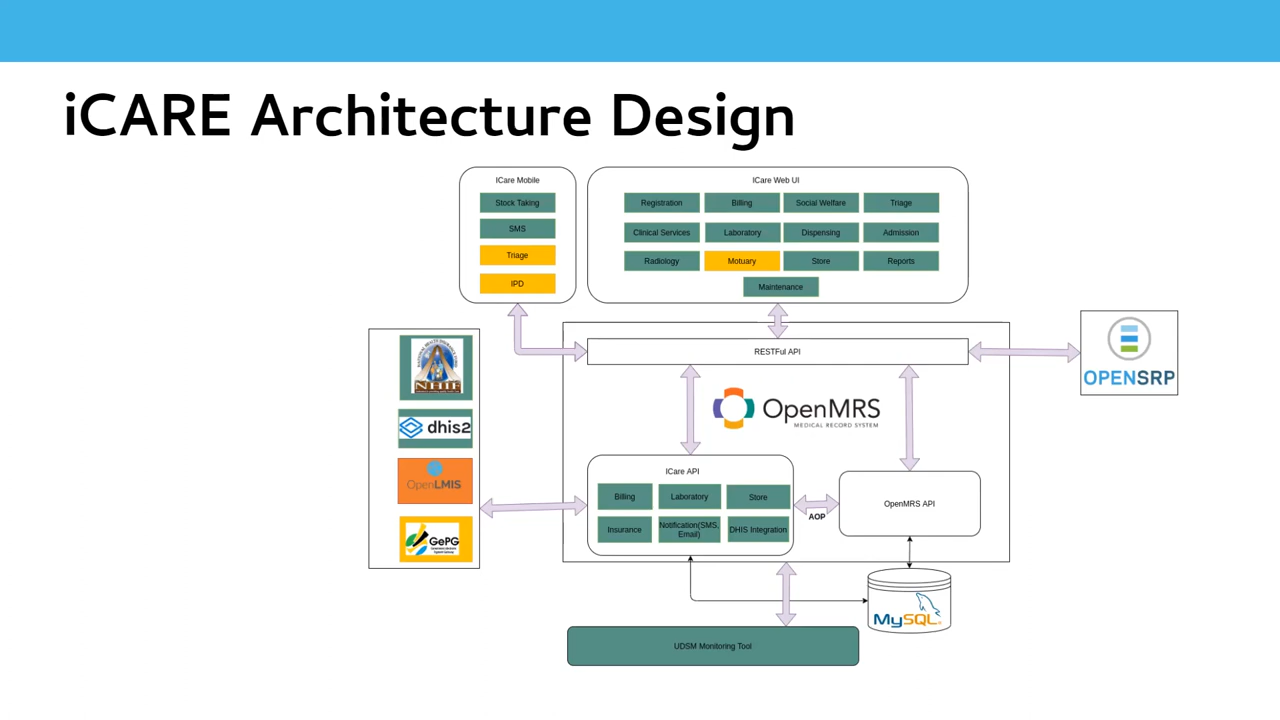 iCARE Architecture Design
ICare Mobile
Stock Taking
SMS
Triage
IPD
ICare Web UI
Registration
Billing
Social Welfare
Triage
Clinical Services
Laboratory
Dispensing
Admission
Radiology
Motuary
Store
Reports
Maintenance
RESTFul API
OPENSRP
NHIF
dhis2
OpenLMIS
GePG
OpenMRS
MEDICAL RECORD SYSTEM
ICare API
Billing
Laboratory
Store
Insurance
Notification(SMS,
Email)
DHIS Integration
AOP
OpenMRS API
MySQL
UDSM Monitoring Tool